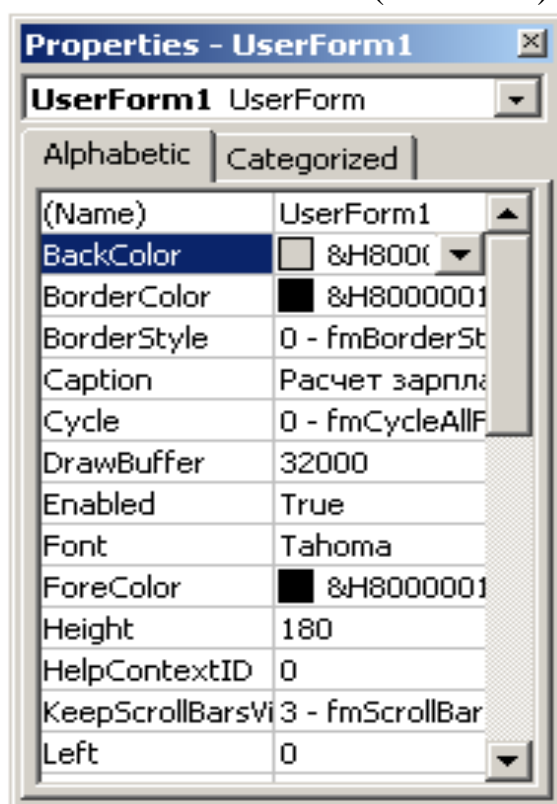 Properties - UserForm1
UserForm1 UserForm
Alphabetic Categorized
(Name) UserForm1
BackColor &H800(
BorderColor &H8000001
BorderStyle 0 - fmBorderSt
Caption Расчет зарпла
Cycle 0 - fmCycleAllF
DrawBuffer 32000
Enabled True
Font Tahoma
ForeColor &H8000001
Height 180
HelpContextID 0
KeepScrollBarsVi 3 - fmScrollBar
Left 0